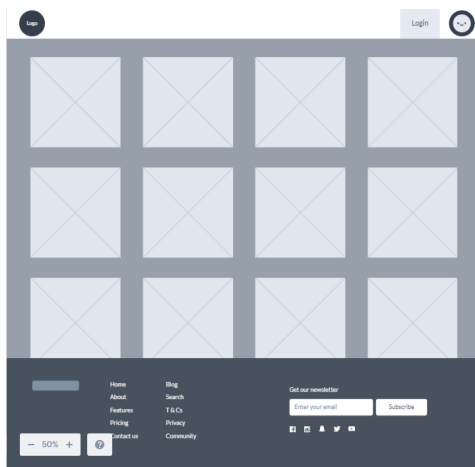 Logo
Login
Home
Blog
About
Search
Get our newsletter
Features
T & Cs
Enter your email
Subscribe
Pricing
Privacy
Contact us
Community
− 50% +
?